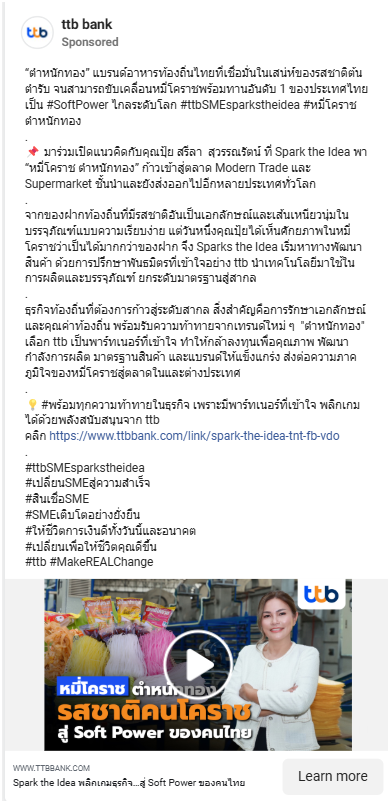 ttb bank
Sponsored
"ตำหนักทอง" แบรนด์อาหารท้องถิ่นไทยที่เชื่อมั่นในเสน่ห์ของรสชาติต้น
ตำรับ จนสามารถขับเคลื่อนหมี่โคราชพร้อมทานอันดับ 1 ของประเทศไทย
เป็น #SoftPower ไกลระดับโลก #ttbSMEsparkstheidea #หมี่โคราช
ตำหนักทอง
.
📌 มาร่วมเปิดแนวคิดกับคุณปุ้ย สรีลา สุวรรณรัตน์ ที่ Spark the Idea พา
"หมี่โคราช ตำหนักทอง" ก้าวเข้าสู่ตลาด Modern Trade และ
Supermarket ชั้นนำและยังส่งออกไปอีกหลายประเทศทั่วโลก
.
จากของฝากท้องถิ่นที่มีรสชาติอันเป็นเอกลักษณ์และเส้นเหนียวนุ่มใน
บรรจุภัณฑ์แบบความเรียบง่าย แต่วันหนึ่งคุณปุ้ยได้เห็นศักยภาพในหมี่
โคราชว่าเป็นได้มากกว่าของฝาก จึง Sparks the Idea เริ่มหาทางพัฒนา
สินค้า ด้วยการปรึกษาพันธมิตรที่เข้าใจอย่าง ttb นำเทคโนโลยีมาใช้ใน
การผลิตและบรรจุภัณฑ์ ยกระดับมาตรฐานสู่สากล
.
ธุรกิจท้องถิ่นที่ต้องการก้าวสู่ระดับสากล สิ่งสำคัญคือการรักษาเอกลักษณ์
และคุณค่าท้องถิ่น พร้อมรับความท้าทายจากเทรนด์ใหม่ ๆ "ตำหนักทอง"
เลือก ttb เป็นพาร์ทเนอร์ที่เข้าใจ ทำให้กล้าลงทุนเพื่อคุณภาพ พัฒนา
กำลังการผลิต มาตรฐานสินค้า และแบรนด์ให้แข็งแกร่ง ส่งต่อความภาค
ภูมิใจของหมี่โคราชสู่ตลาดในและต่างประเทศ
.
💡 #พร้อมทุกความท้าทายในธุรกิจ เพราะมีพาร์ทเนอร์ที่เข้าใจ พลิกเกม
ได้ด้วยพลังสนับสนุนจาก ttb
คลิก https://www.ttbbank.com/link/spark-the-idea-tnt-fb-vdo
.
#ttbSMEsparkstheidea
#เปลี่ยนSMEสู่ความสำเร็จ
#สินเชื่อSME
#SMEเติบโตอย่างยั่งยืน
#ให้ชีวิตการเงินดีทั้งวันนี้และอนาคต
#เปลี่ยนเพื่อให้ชีวิตคุณดีขึ้น
#ttb #MakeREALChange
ttb
หมี่โคราช ตำหนักทอง
รสชาติคนโคราช
สู่ Soft Power ของคนไทย
WWW.TTBBANK.COM
Spark the Idea พลิกเกมธุรกิจ...สู่ Soft Power ของคนไทย
Learn more